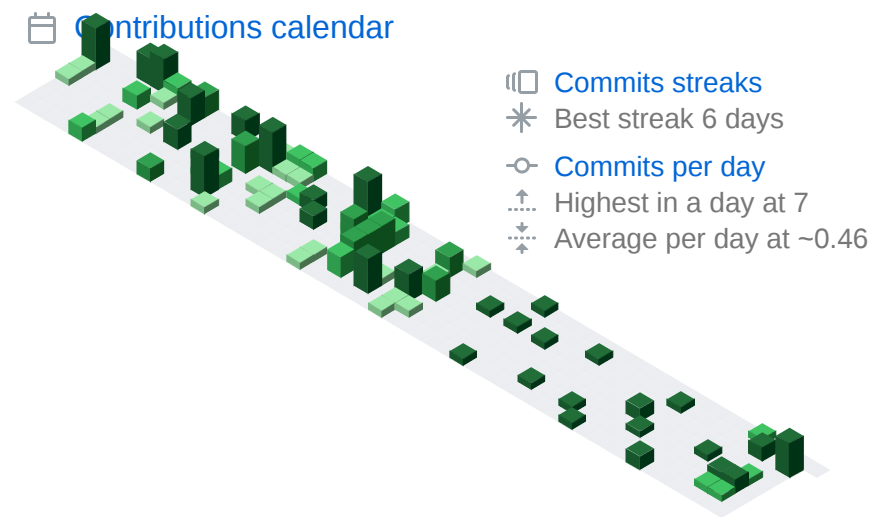 Contributions calendar
Commits streaks
Best streak 6 days
Commits per day
Highest in a day at 7
Average per day at ~0.46